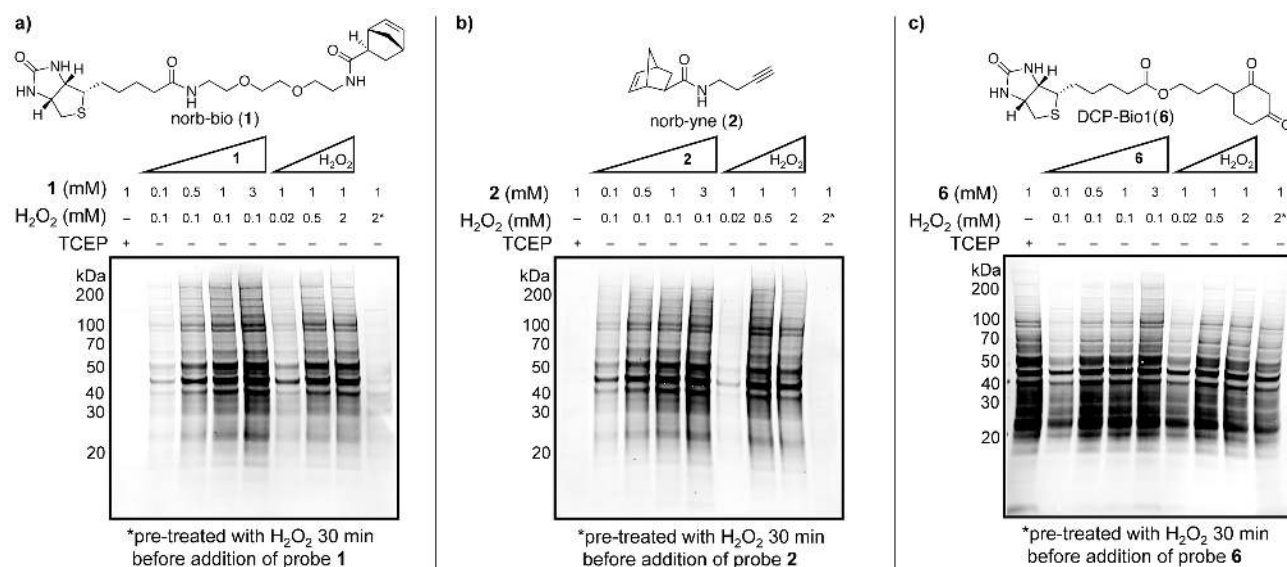 a)
O
HN
NH
H
H
S
O
N
H
O
O
N
H
O
H
norb-bio (1)
1
H₂O₂
1 (mM) 1 0.1 0.5 1 3 1 1 1 1
H₂O₂ (mM) – 0.1 0.1 0.1 0.1 0.02 0.5 2 2*
TCEP + – – – – – – – –
kDa
200
100
70
50
40
30
20
*pre-treated with H₂O₂ 30 min
before addition of probe 1
b)
O
N
H
norb-yne (2)
2
H₂O₂
2 (mM) 1 0.1 0.5 1 3 1 1 1 1
H₂O₂ (mM) – 0.1 0.1 0.1 0.1 0.02 0.5 2 2*
TCEP + – – – – – – – –
kDa
200
100
70
50
40
30
20
*pre-treated with H₂O₂ 30 min
before addition of probe 2
c)
O
HN
NH
H
H
S
O
O
O
O
DCP-Bio1(6)
6
H₂O₂
6 (mM) 1 0.1 0.5 1 3 1 1 1 1
H₂O₂ (mM) – 0.1 0.1 0.1 0.1 0.02 0.5 2 2*
TCEP + – – – – – – – –
kDa
200
100
70
50
40
30
20
*pre-treated with H₂O₂ 30 min
before addition of probe 6